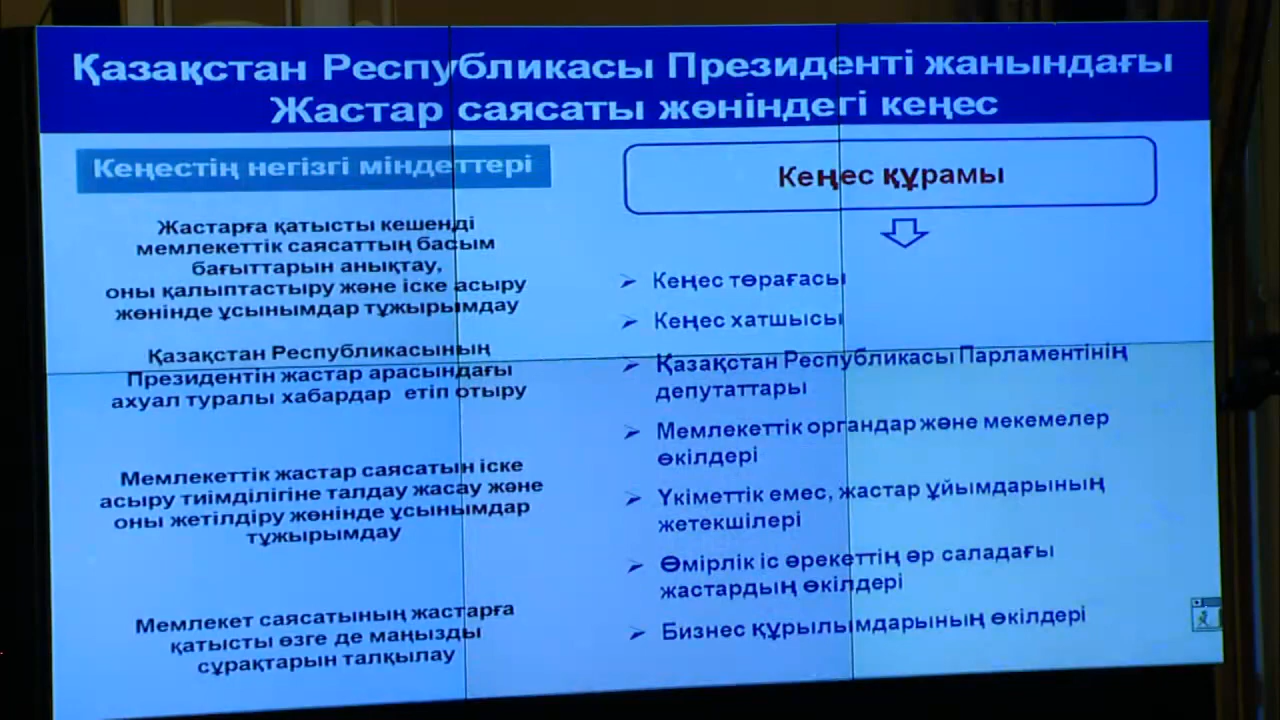 Қазақстан Республикасы Президенті жанындағы
Жастар саясаты жөніндегі кеңес
Кеңестің негізгі міндеттері
Жастарға қатысты кешенді
мемлекеттік саясаттың басым
бағыттарын анықтау,
оны қалыптастыру және іске асыру
жөнінде ұсынымдар тұжырымдау
Қазақстан Республикасының
Президентін жастар арасындағы
ахуал туралы хабардар етіп отыру
Мемлекеттік жастар саясатын іске
асыру тиімділігіне талдау жасау және
оны жетілдіру жөнінде ұсынымдар
тұжырымдау
Мемлекет саясатының жастарға
қатысты өзге де маңызды
сұрақтарын талқылау
Кеңес құрамы
Кеңес төрағасы
Кеңес хатшысы
Қазақстан Республикасы Парламентінің
депутаттары
Мемлекеттік органдар және мекемелер
өкілдері
Үкіметтік емес, жастар ұйымдарының
жетекшілері
Өмірлік іс өрекеттің өр саладағы
жастардың өкілдері
Бизнес құрылымдарының өкілдері